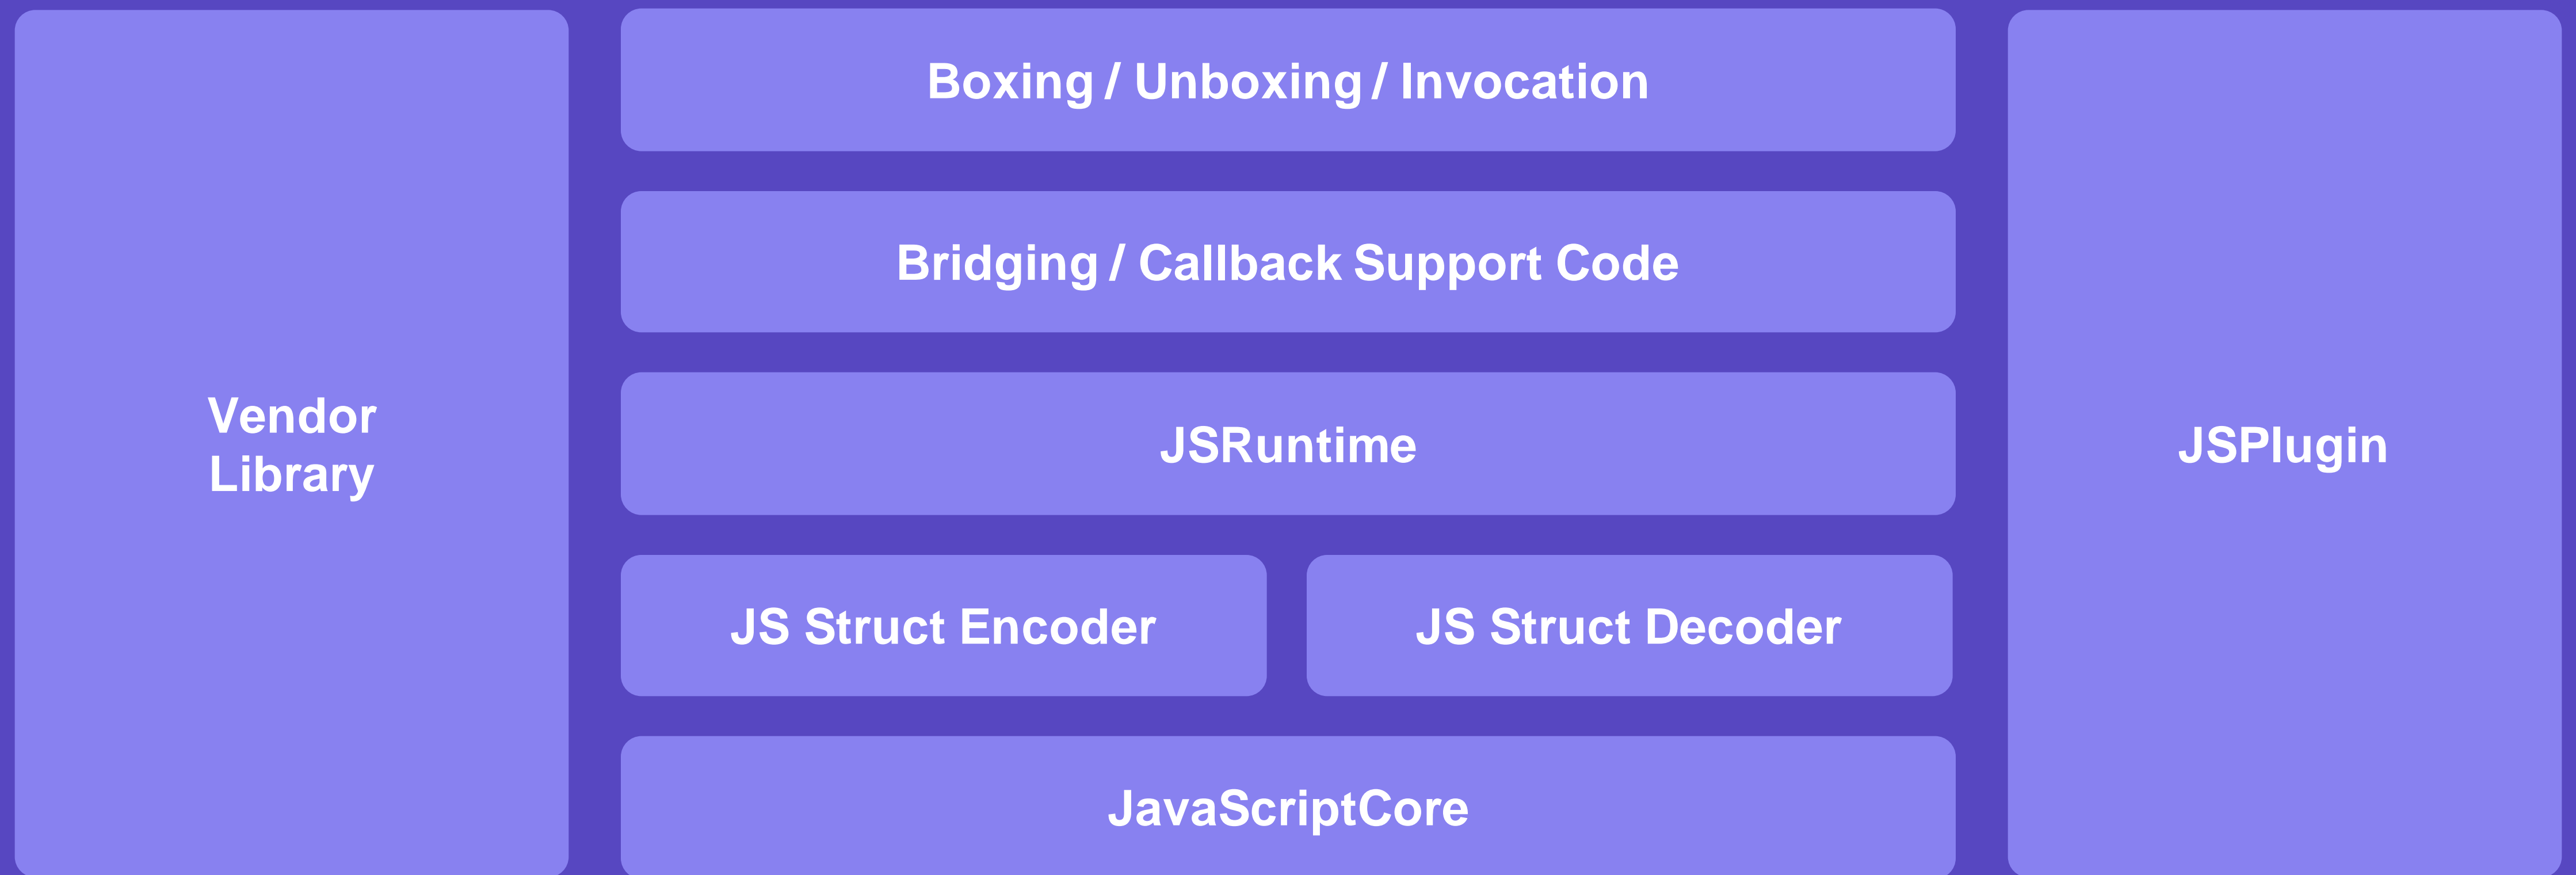 Vendor
Library
Boxing / Unboxing / Invocation
Bridging / Callback Support Code
JSRuntime
JS Struct Encoder
JS Struct Decoder
JavaScriptCore
JSPlugin